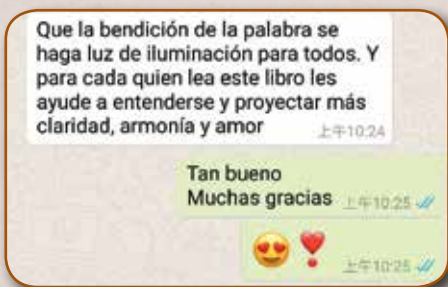 Que la bendición de la palabra se
haga luz de iluminación para todos. Y
para cada quien lea este libro les
ayude a entenderse y proyectar más
claridad, armonía y amor
上午10:24
Tan bueno
Muchas gracias
上午10:25
😍❣️
上午10:25